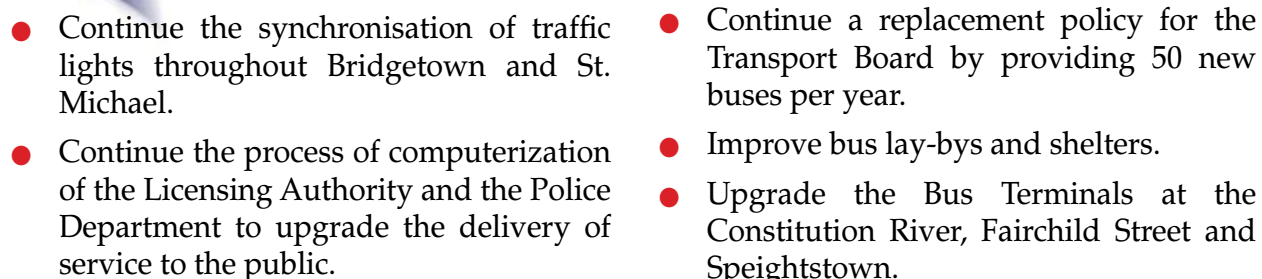 ● Continue the synchronisation of traffic
lights throughout Bridgetown and St.
Michael.
● Continue the process of computerization
of the Licensing Authority and the Police
Department to upgrade the delivery of
service to the public.
● Continue a replacement policy for the
Transport Board by providing 50 new
buses per year.
● Improve bus lay-bys and shelters.
● Upgrade the Bus Terminals at the
Constitution River, Fairchild Street and
Speightstown.